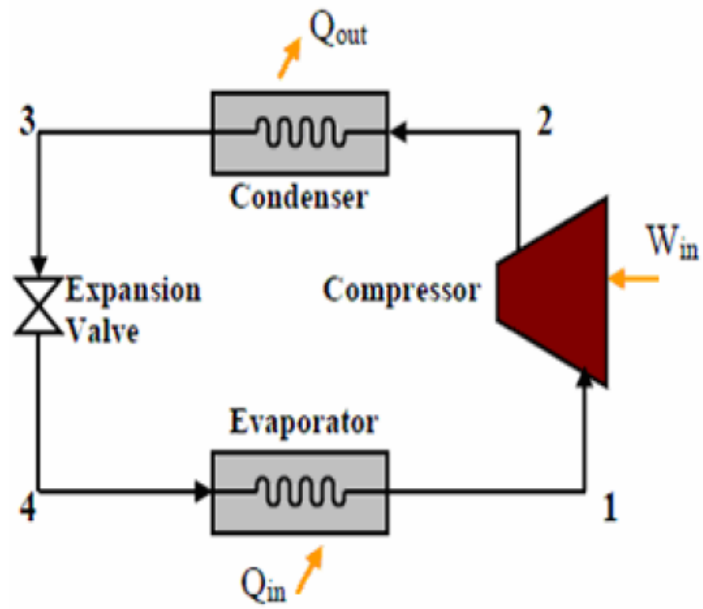 Qout
3
2
Condenser
Win
Expansion
Valve
Compressor
Evaporator
4
1
Qin